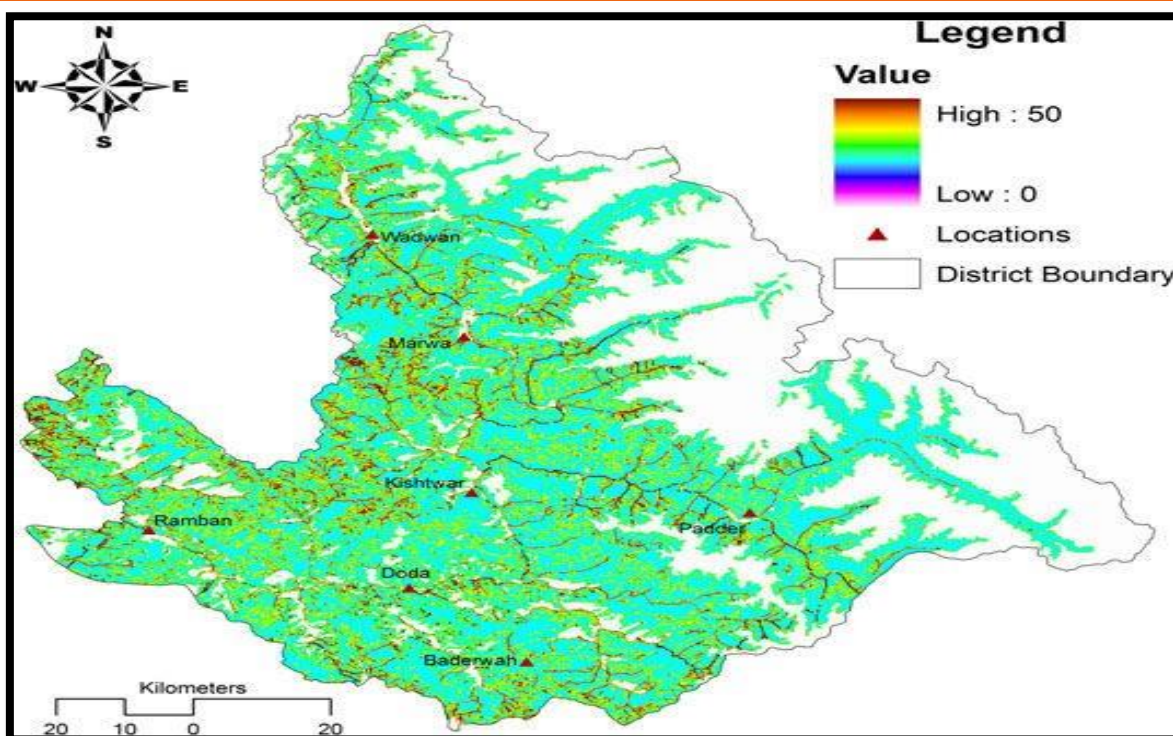 N
W E
S
Legend
Value
High : 50
Low : 0
Locations
District Boundary
Wadwan
Marwa
Kishtwar
Ramban
Padder
Doda
Baderwah
Kilometers
20 10 0 20